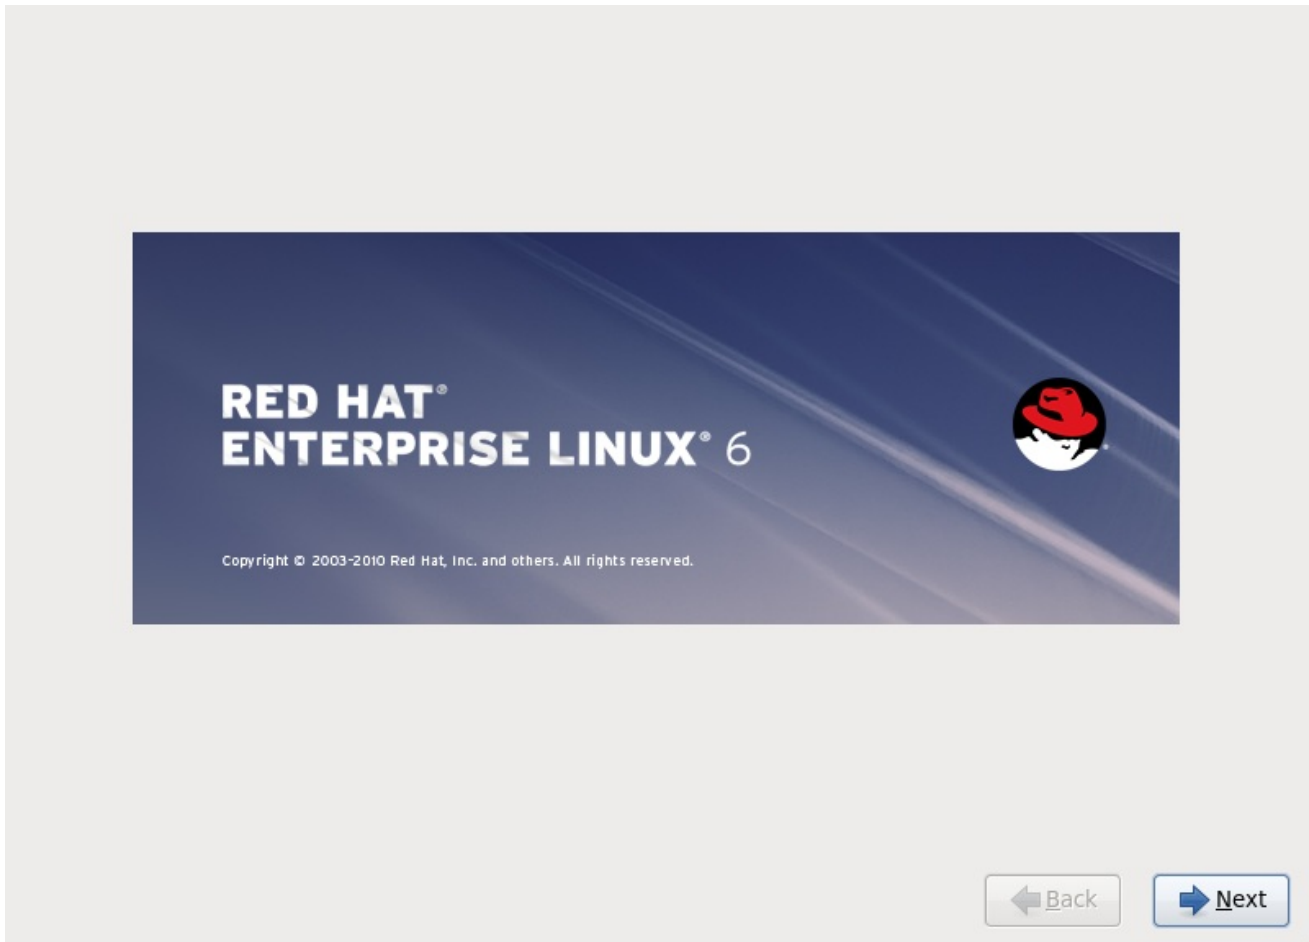 RED HAT®
ENTERPRISE LINUX® 6
Copyright © 2003-2010 Red Hat, Inc. and others. All rights reserved.
Back
Next